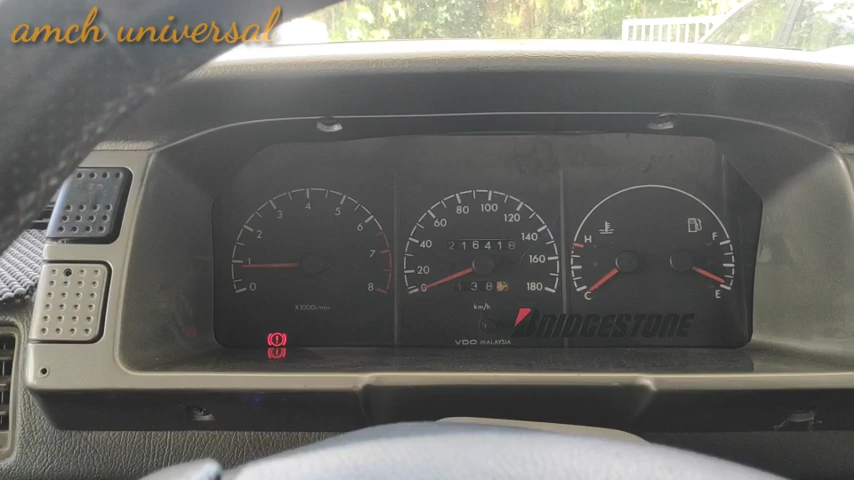 amch universal
0 1 2 3 4 5 6 7 8
X1000r/min
0 20 40 60 80 100 120 140 160 180
216418
38
km/h
VDO MALAYSIA
H
C
F
E
BRIDGESTONE